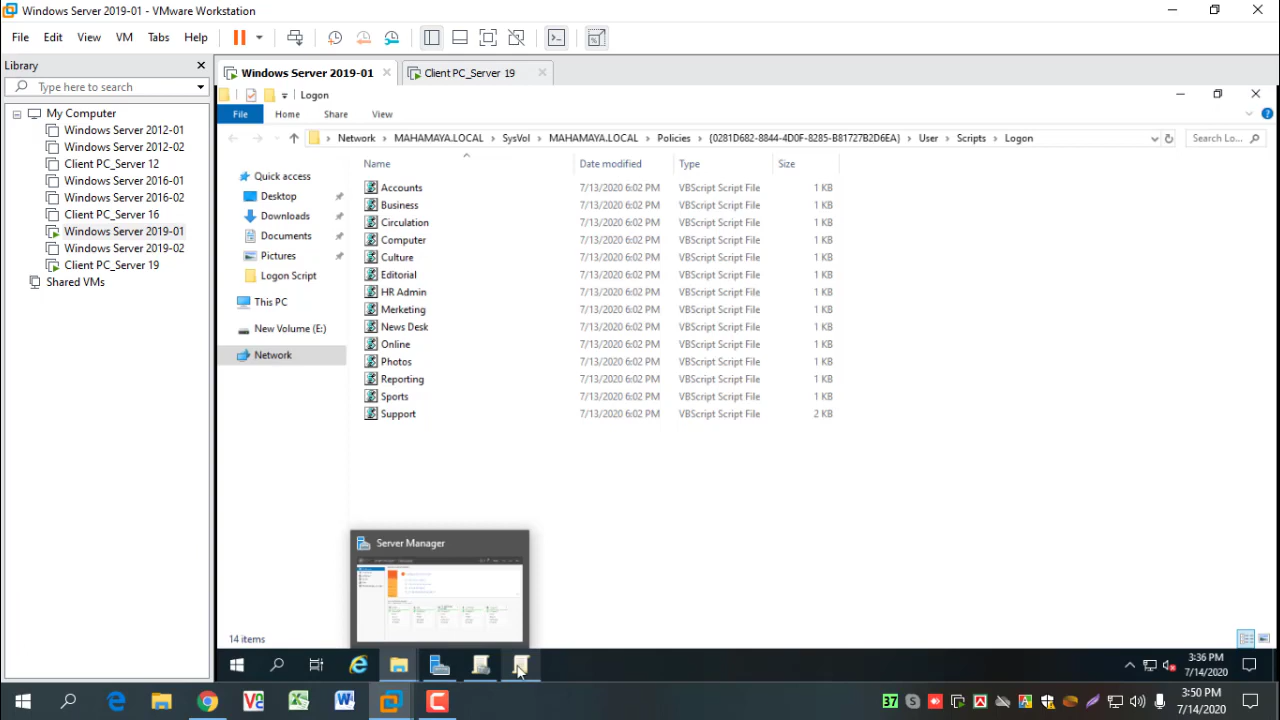 Windows Server 2019-01 - VMware Workstation
File Edit View VM Tabs Help
Library
Type here to search
My Computer
Windows Server 2012-01
Windows Server 2012-02
Client PC_Server 12
Windows Server 2016-01
Windows Server 2016-02
Client PC_Server 16
Windows Server 2019-01
Windows Server 2019-02
Client PC_Server 19
Shared VMs
Windows Server 2019-01
Client PC_Server 19
Logon
File Home Share View
Network MAHAMAYA.LOCAL SysVol MAHAMAYA.LOCAL Policies {0281D682-8844-4D0F-8285-B81727B2D6EA} User Scripts Logon
Search Lo...
Quick access
Desktop
Downloads
Documents
Pictures
Logon Script
This PC
New Volume (E:)
Network
Name Date modified Type Size
Accounts 7/13/2020 6:02 PM VBScript Script File 1 KB
Business 7/13/2020 6:02 PM VBScript Script File 1 KB
Circulation 7/13/2020 6:02 PM VBScript Script File 1 KB
Computer 7/13/2020 6:02 PM VBScript Script File 1 KB
Culture 7/13/2020 6:02 PM VBScript Script File 1 KB
Editorial 7/13/2020 6:02 PM VBScript Script File 1 KB
HR Admin 7/13/2020 6:02 PM VBScript Script File 1 KB
Merketing 7/13/2020 6:02 PM VBScript Script File 1 KB
News Desk 7/13/2020 6:02 PM VBScript Script File 1 KB
Online 7/13/2020 6:02 PM VBScript Script File 1 KB
Photos 7/13/2020 6:02 PM VBScript Script File 1 KB
Reporting 7/13/2020 6:02 PM VBScript Script File 1 KB
Sports 7/13/2020 6:02 PM VBScript Script File 1 KB
Support 7/13/2020 6:02 PM VBScript Script File 2 KB
Server Manager
14 items
3:36 PM
7/14/2020
37
3:50 PM
7/14/2020